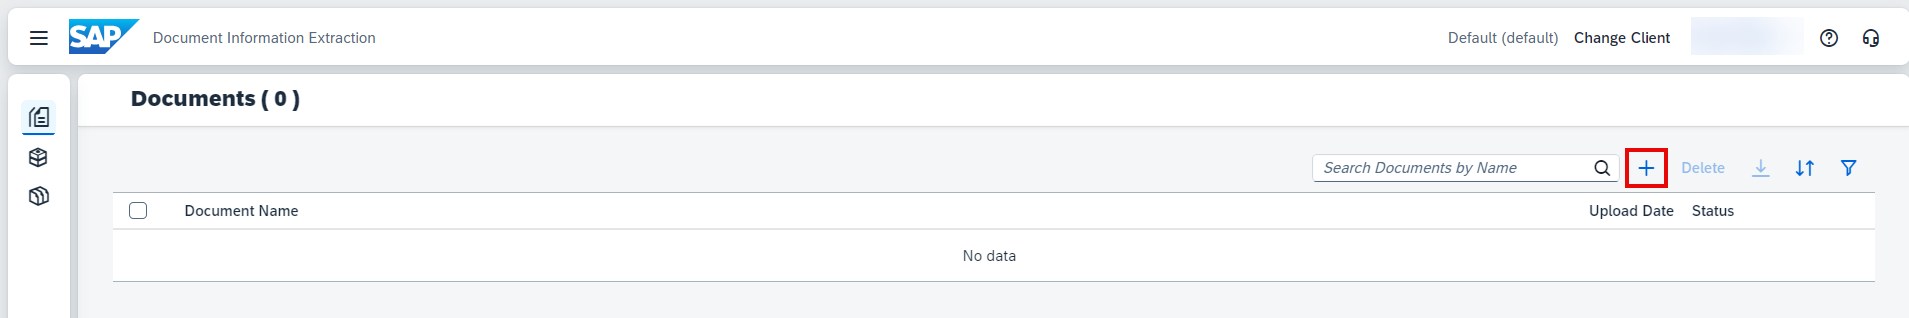 SAP Document Information Extraction Default (default) Change Client
Documents ( 0 )
Search Documents by Name Delete
Document Name Upload Date Status
No data